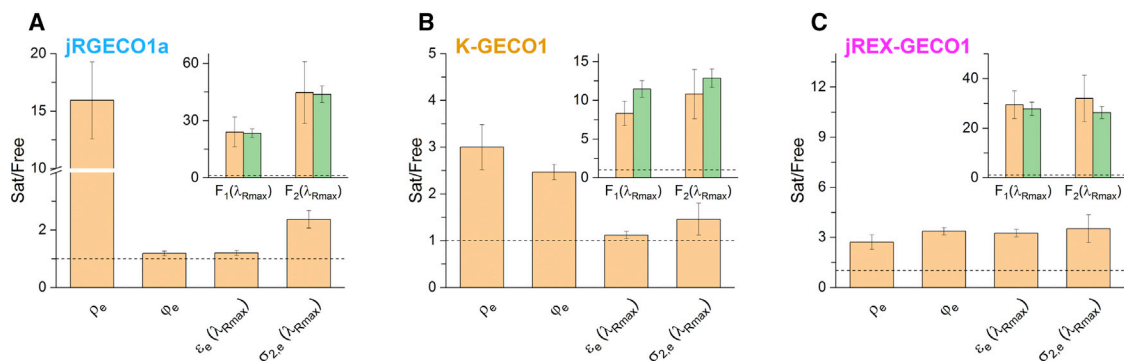 A
jRGECO1a
Sat/Free
20
15
10
2
0
60
40
20
0
F₁(λRmax)
F₂(λRmax)
ρₑ
φₑ
εₑ (λRmax)
σ₂,ₑ (λRmax)
B
K-GECO1
Sat/Free
5
4
3
2
1
0
15
10
5
0
F₁(λRmax)
F₂(λRmax)
ρₑ
φₑ
εₑ (λRmax)
σ₂,ₑ (λRmax)
C
jREX-GECO1
Sat/Free
12
9
6
3
0
45
30
15
0
F₁(λRmax)
F₂(λRmax)
ρₑ
φₑ
εₑ (λRmax)
σ₂,ₑ (λRmax)